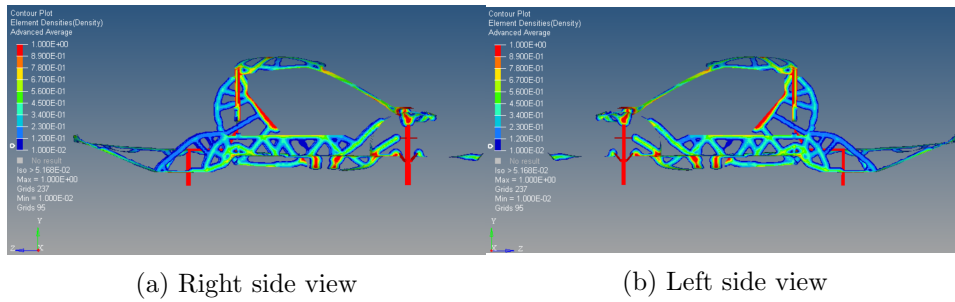 Contour Plot
Element Densities(Density)
Advanced Average
1.000E+00
8.900E-01
7.800E-01
6.700E-01
5.600E-01
4.500E-01
3.400E-01
2.300E-01
1.200E-01
1.000E-02
No result
Iso > 5.168E-02
Max = 1.000E+00
Grids 237
Min = 1.000E-02
Grids 95
Y
Z
X
(a) Right side view
Contour Plot
Element Densities(Density)
Advanced Average
1.000E+00
8.900E-01
7.800E-01
6.700E-01
5.600E-01
4.500E-01
3.400E-01
2.300E-01
1.200E-01
1.000E-02
No result
Iso > 5.168E-02
Max = 1.000E+00
Grids 237
Min = 1.000E-02
Grids 95
Y
X
Z
(b) Left side view